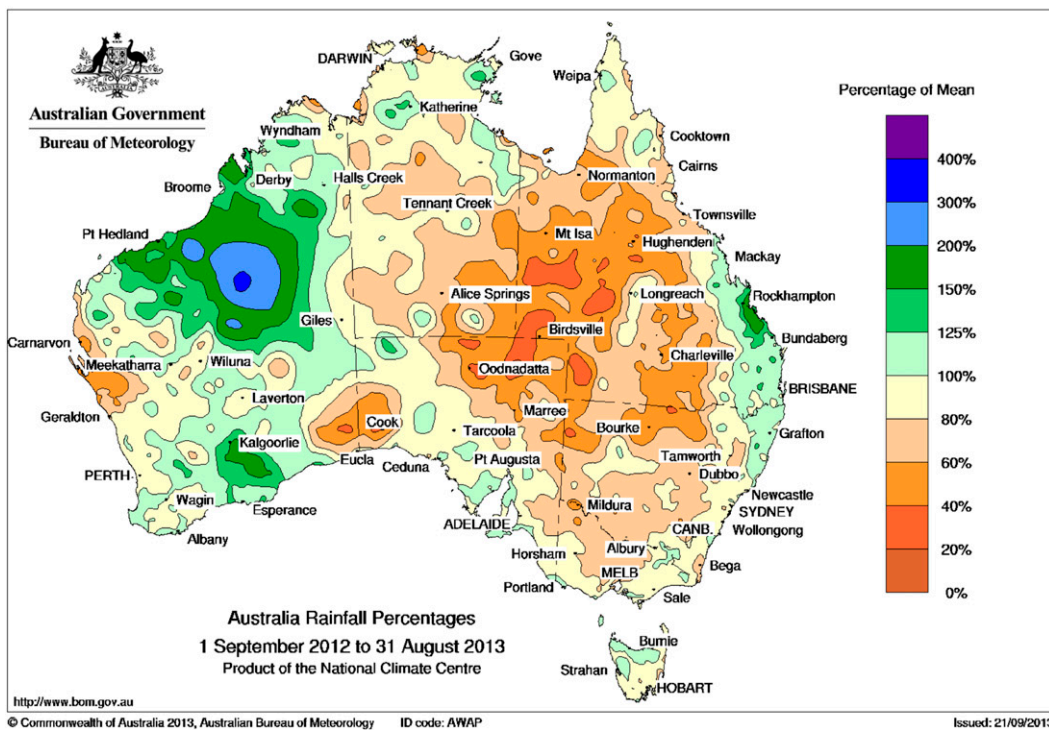 Australian Government
Bureau of Meteorology
DARWIN
Gove
Weipa
Katherine
Wyndham
Cooktown
Cairns
Derby
Halls Creek
Normanton
Broome
Tennant Creek
Townsville
Pt Hedland
Mt Isa
Hughenden
Mackay
Alice Springs
Longreach
Rockhampton
Giles
Birdsville
Bundaberg
Carnarvon
Meekatharra
Wiluna
Oodnadatta
Charleville
BRISBANE
Laverton
Marree
Geraldton
Cook
Tarcoola
Bourke
Grafton
Kalgoorlie
Eucla
Ceduna
Pt Augusta
Tamworth
PERTH
Dubbo
Wagin
Esperance
Mildura
Newcastle
SYDNEY
ADELAIDE
CANB.
Wollongong
Albany
Horsham
Albury
Bega
MELB
Portland
Sale
Burnie
Strahan
HOBART
Percentage of Mean
400%
300%
200%
150%
125%
100%
80%
60%
40%
20%
0%
Australia Rainfall Percentages
1 September 2012 to 31 August 2013
Product of the National Climate Centre
http://www.bom.gov.au
© Commonwealth of Australia 2013, Australian Bureau of Meteorology ID code: AWAP Issued: 21/09/2013